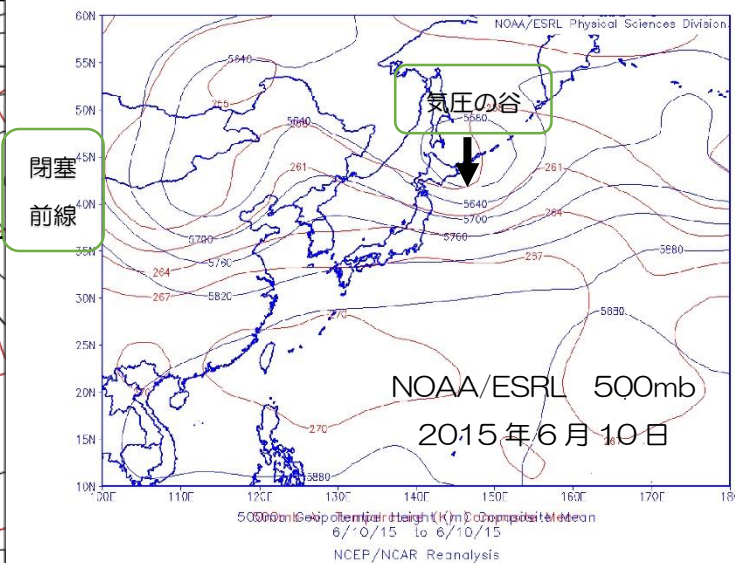 60N
NOAA/ESRL Physical Sciences Division
55N
5640
266
気圧の谷
50N
5640
5680
閉塞
前線
45N
261
261
40N
5640
5700
264
5700
5760
35N
5760
5880
264
267
267
5820
30N
25N
270
20N
NOAA/ESRL 500mb
2015年6月10日
270
15N
5880
10N
100E
110E
120E
130E
140E
150E
160E
170E
6/10/15 to 6/10/15
NCEP/NCAR Reanalysis